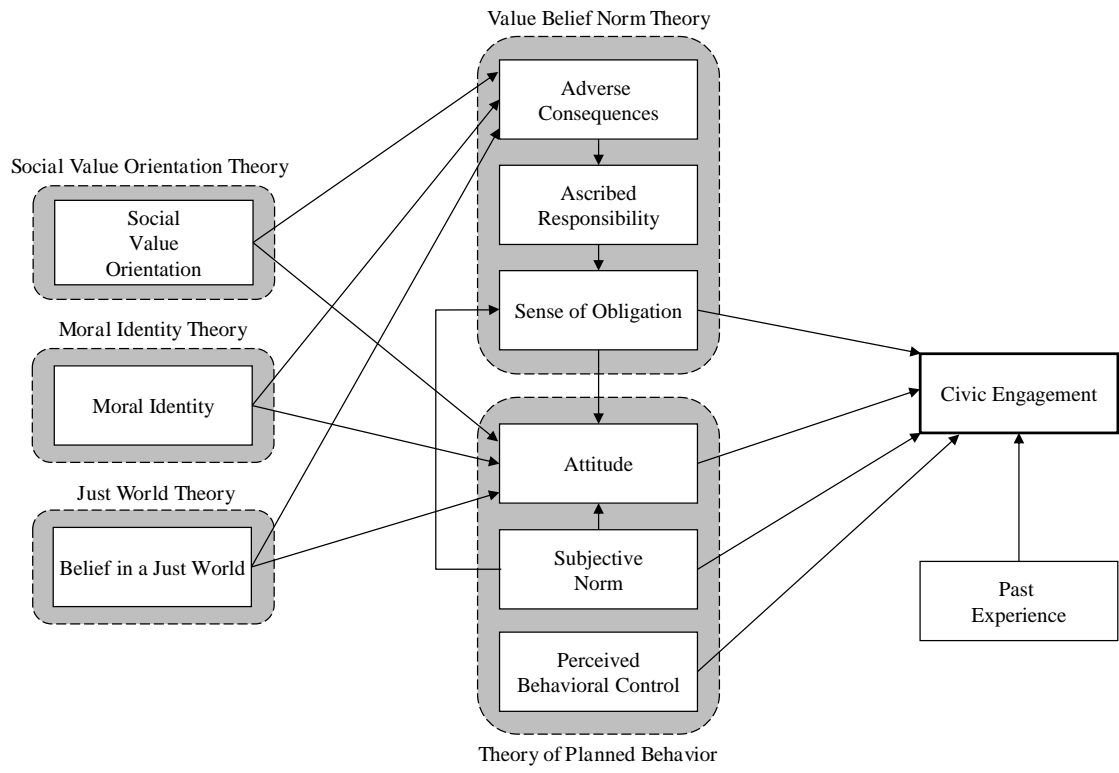 Value Belief Norm Theory
Adverse
Consequences
Ascribed
Responsibility
Sense of Obligation
Social Value Orientation Theory
Social
Value
Orientation
Moral Identity Theory
Moral Identity
Just World Theory
Belief in a Just World
Attitude
Subjective
Norm
Perceived
Behavioral Control
Theory of Planned Behavior
Civic Engagement
Past
Experience